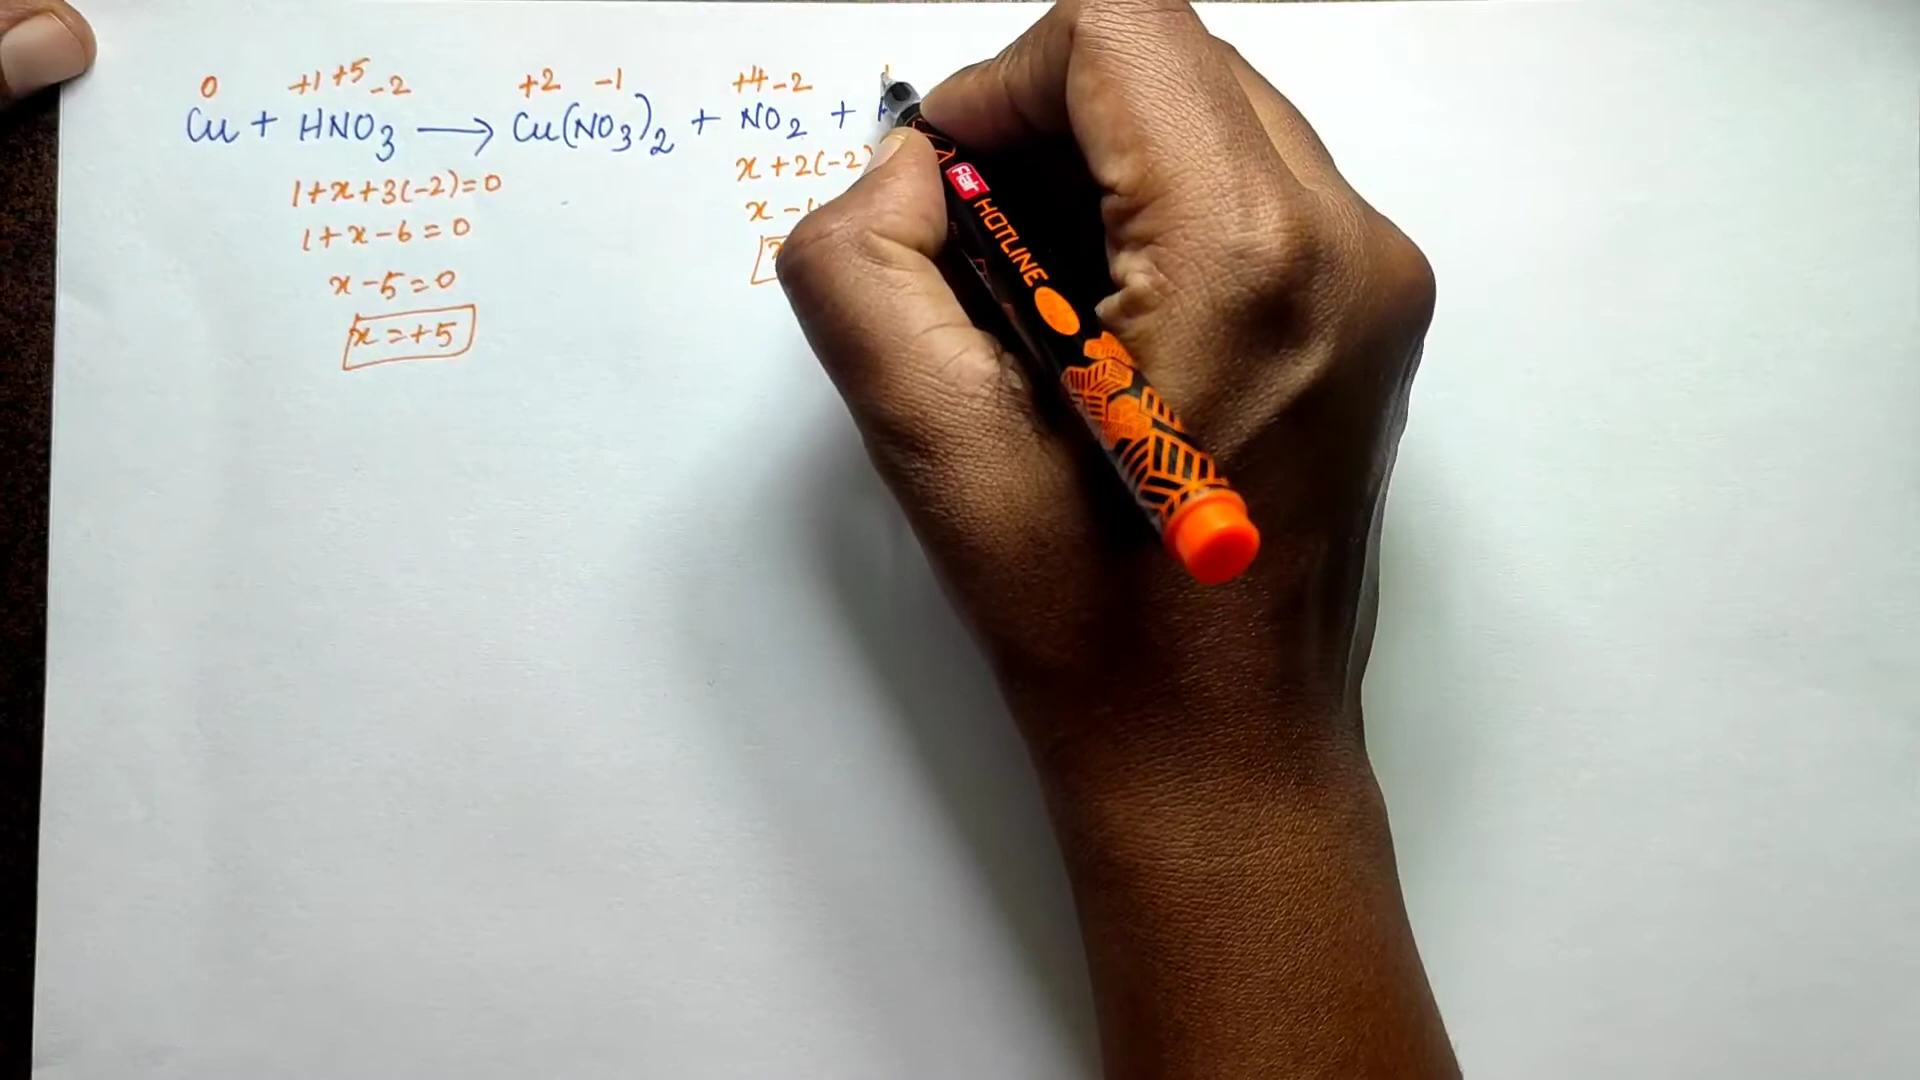 0 +1 +5 -2 +2 -1 +4 -2
Cu + HNO3 ⟶ Cu(NO3)2 + NO2 +
1+x+3(-2)=0
1+x-6=0
x-5=0
x=+5
x+2(-2)
x-
Flair HOTLINE